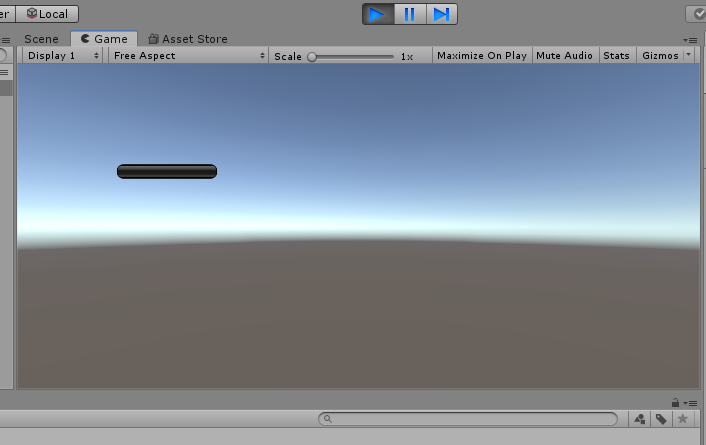 er Local
Scene Game Asset Store
Display 1 Free Aspect Scale 1x Maximize On Play Mute Audio Stats Gizmos